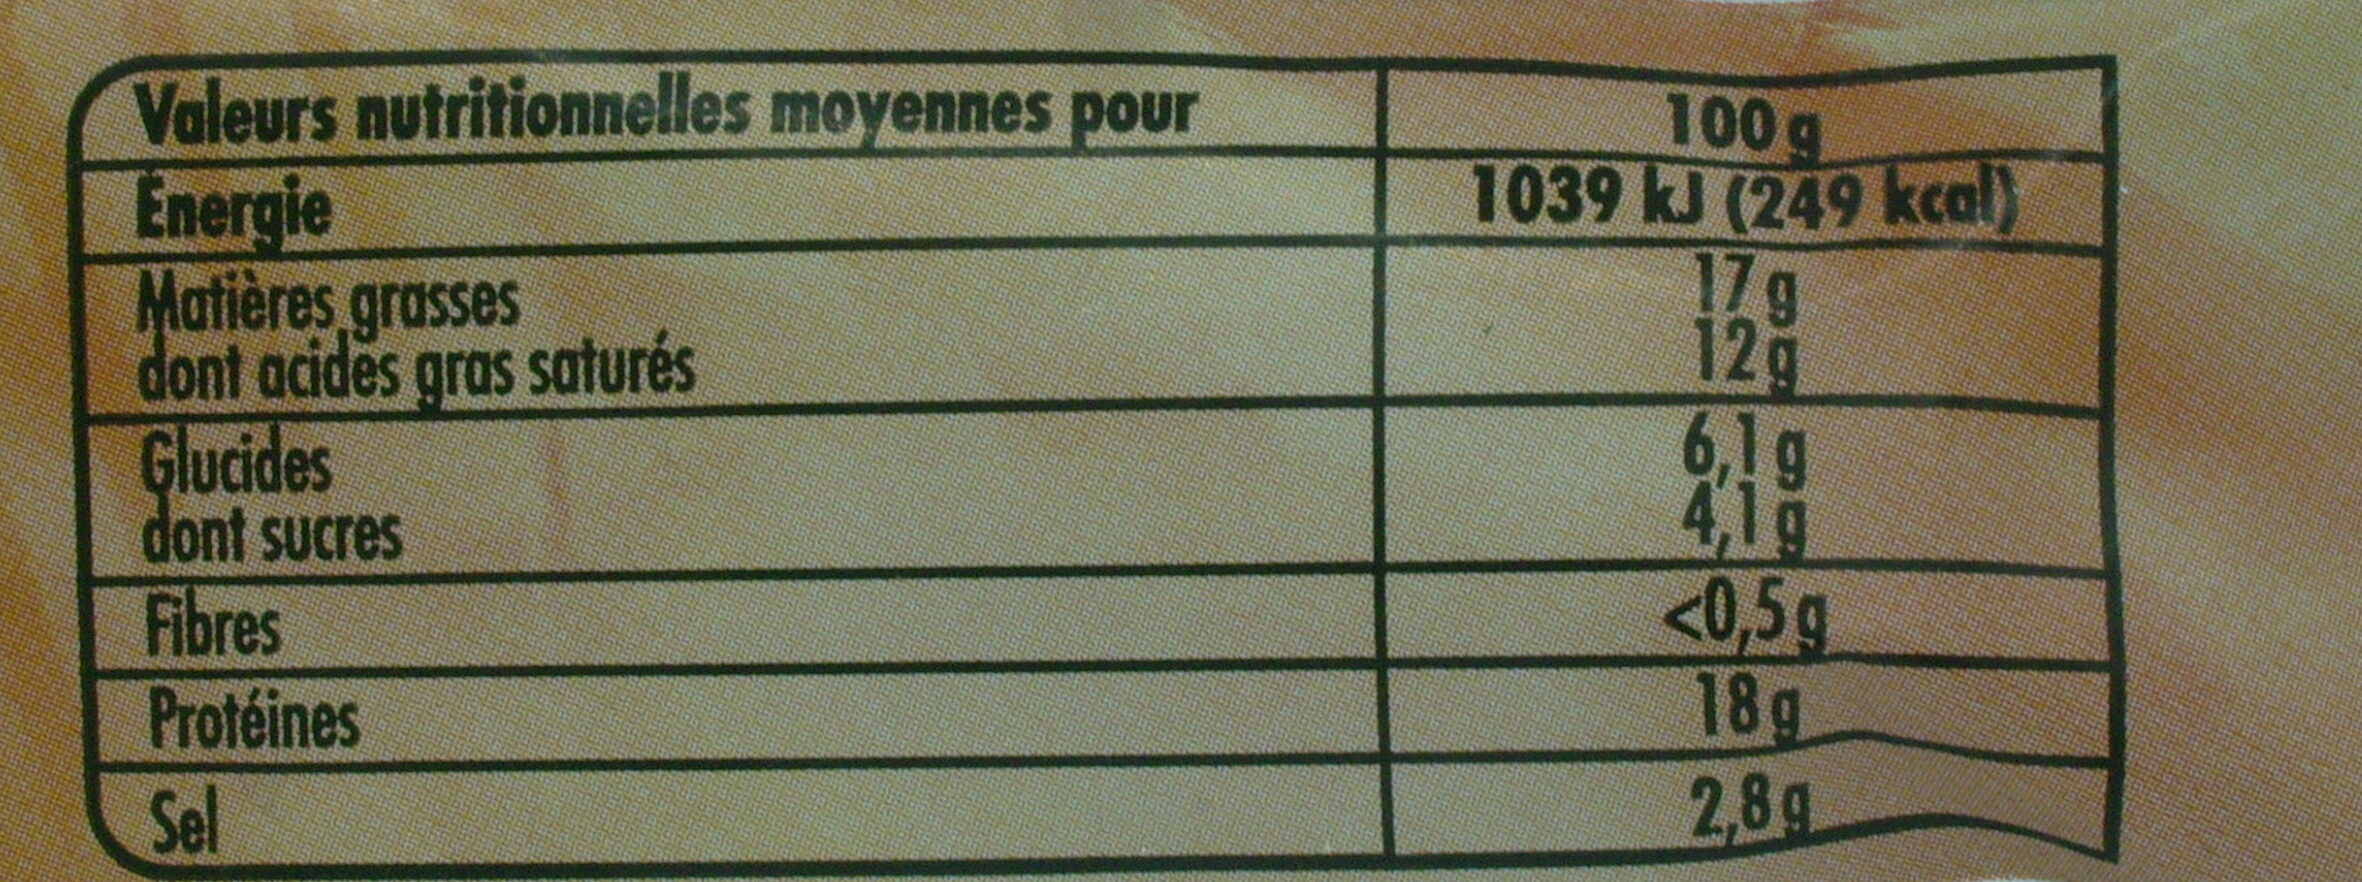 Valeurs nutritionnelles moyennes pour 100 g
Énergie 1039 kJ (249 kcal)
Matières grasses 17 g
dont acides gras saturés 12 g
Glucides 6,1 g
dont sucres 4,1 g
Fibres <0,5 g
Protéines 18 g
Sel 2,8 g